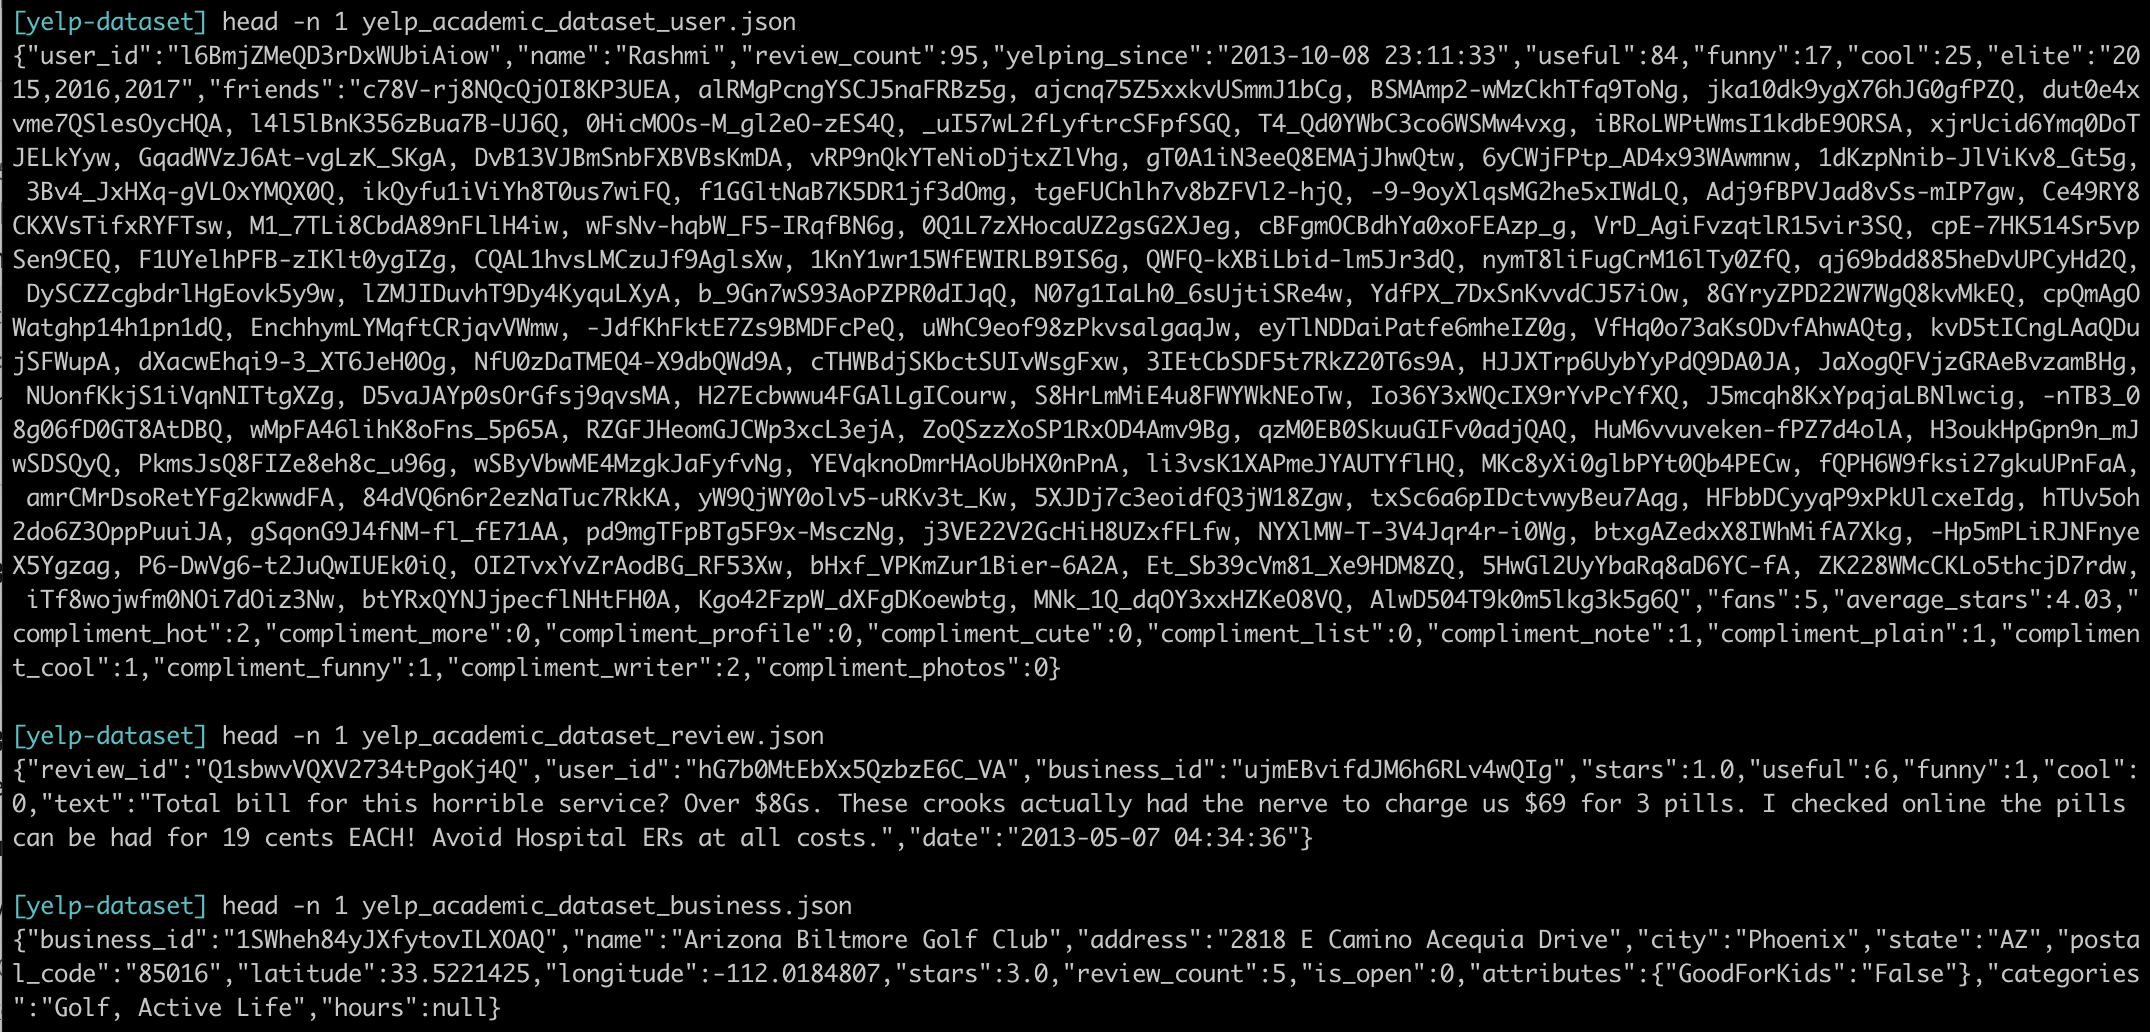 [yelp-dataset] head -n 1 yelp_academic_dataset_user.json
{"user_id":"l6BmjZMeQD3rDxWUbiAiow","name":"Rashmi","review_count":95,"yelping_since":"2013-10-08 23:11:33","useful":84,"funny":17,"cool":25,"elite":"20
15,2016,2017","friends":"c78V-rj8NQcQjOI8KP3UEA, alRMgPcngYSCJ5naFRBz5g, ajcnq75Z5xxkvUSmmJ1bCg, BSMAmp2-wMzCkhTfq9ToNg, jka10dk9ygX76hJG0gfPZQ, dut0e4x
vme7QSlesOycHQA, l4l5lBnK356zBua7B-UJ6Q, 0HicMOOs-M_gl2eO-zES4Q, _uI57wL2fLyftrcSFpfSGQ, T4_Qd0YWbC3co6WSMw4vxg, iBRoLWPtWmsI1kdbE9ORSA, xjrUcid6Ymq0DoT
JELkYyw, GqadWVzJ6At-vgLzK_SKgA, DvB13VJBmSnbFXBVBsKmDA, vRP9nQkYTeNioDjtxZlVhg, gT0A1iN3eeQ8EMAjJhwQtw, 6yCWjFPtp_AD4x93WAwmnw, 1dKzpNnib-JlViKv8_Gt5g,
 3Bv4_JxHXq-gVLOxYMQX0Q, ikQyfu1iViYh8T0us7wiFQ, f1GGltNaB7K5DR1jf3dOmg, tgeFUChlh7v8bZFVl2-hjQ, -9-9oyXlqsMG2he5xIWdLQ, Adj9fBPVJad8vSs-mIP7gw, Ce49RY8
CKXVsTifxRYFTsw, M1_7TLi8CbdA89nFLlH4iw, wFsNv-hqbW_F5-IRqfBN6g, 0Q1L7zXHocaUZ2gsG2XJeg, cBFgmOCBdhYa0xoFEAzp_g, VrD_AgiFvzqtlR15vir3SQ, cpE-7HK514Sr5vp
Sen9CEQ, F1UYelhPFB-zIKlt0ygIZg, CQAL1hvsLMCzuJf9AglsXw, 1KnY1wr15WfEWIRLB9IS6g, QWFQ-kXBiLbid-lm5Jr3dQ, nymT8liFugCrM16lTy0ZfQ, qj69bdd885heDvUPCyHd2Q,
 DySCZZcgbdrlHgEovk5y9w, lZMJIDuvhT9Dy4KyquLXyA, b_9Gn7wS93AoPZPR0dIJqQ, N07g1IaLh0_6sUjtiSRe4w, YdfPX_7DxSnKvvdCJ57iOw, 8GYryZPD22W7WgQ8kvMkEQ, cpQmAgO
Watghp14h1pn1dQ, EnchhymLYMqftCRjqvVWmw, -JdfKhFktE7Zs9BMDFcPeQ, uWhC9eof98zPkvsalgaqJw, eyTlNDDaiPatfe6mheIZ0g, VfHq0o73aKsODvfAhwAQtg, kvD5tICngLAaQDu
jSFWupA, dXacwEhqi9-3_XT6JeH0Og, NfU0zDaTMEQ4-X9dbQWd9A, cTHWBdjSKbctSUIvWsgFxw, 3IEtCbSDF5t7RkZ20T6s9A, HJJXTrp6UybYyPdQ9DA0JA, JaXogQFVjzGRAeBvzamBHg,
 NUonfKkjS1iVqnNITtgXZg, D5vaJAYp0sOrGfsj9qvsMA, H27Ecbwwu4FGAlLgICourw, S8HrLmMiE4u8FWYWkNEoTw, Io36Y3xWQcIX9rYvPcYfXQ, J5mcqh8KxYpqjaLBNlwcig, -nTB3_0
8g06fD0GT8AtDBQ, wMpFA46lihK8oFns_5p65A, RZGFJHeomGJCWp3xcL3ejA, ZoQSzzXoSP1RxOD4Amv9Bg, qzM0EB0SkuuGIFv0adjQAQ, HuM6vvuveken-fPZ7d4olA, H3oukHpGpn9n_mJ
wSDSQyQ, PkmsJsQ8FIZe8eh8c_u96g, wSByVbwME4MzgkJaFyfvNg, YEVqknoDmrHAoUbHX0nPnA, li3vsK1XAPmeJYAUTYflHQ, MKc8yXi0glbPYt0Qb4PECw, fQPH6W9fksi27gkuUPnFaA,
 amrCMrDsoRetYFg2kwwdFA, 84dVQ6n6r2ezNaTuc7RkKA, yW9QjWY0olv5-uRKv3t_Kw, 5XJDj7c3eoidfQ3jW18Zgw, txSc6a6pIDctvwyBeu7Aqg, HFbbDCyyqP9xPkUlcxeIdg, hTUv5oh
2do6Z3OppPuuiJA, gSqonG9J4fNM-fl_fE71AA, pd9mgTFpBTg5F9x-MsczNg, j3VE22V2GcHiH8UZxfFLfw, NYXlMW-T-3V4Jqr4r-i0Wg, btxgAZedxX8IWhMifA7Xkg, -Hp5mPLiRJNFnye
X5Ygzag, P6-DwVg6-t2JuQwIUEk0iQ, OI2TvxYvZrAodBG_RF53Xw, bHxf_VPKmZur1Bier-6A2A, Et_Sb39cVm81_Xe9HDM8ZQ, 5HwGl2UyYbaRq8aD6YC-fA, ZK228WMcCKLo5thcjD7rdw,
 iTf8wojwfm0NOi7dOiz3Nw, btYRxQYNJjpecflNHtFH0A, Kgo42FzpW_dXFgDKoewbtg, MNk_1Q_dqOY3xxHZKeO8VQ, AlwD504T9k0m5lkg3k5g6Q","fans":5,"average_stars":4.03,"
compliment_hot":2,"compliment_more":0,"compliment_profile":0,"compliment_cute":0,"compliment_list":0,"compliment_note":1,"compliment_plain":1,"complimen
t_cool":1,"compliment_funny":1,"compliment_writer":2,"compliment_photos":0}
[yelp-dataset] head -n 1 yelp_academic_dataset_review.json
{"review_id":"Q1sbwvVQXV2734tPgoKj4Q","user_id":"hG7b0MtEbXx5QzbzE6C_VA","business_id":"ujmEBvifdJM6h6RLv4wQIg","stars":1.0,"useful":6,"funny":1,"cool":
0,"text":"Total bill for this horrible service? Over $8Gs. These crooks actually had the nerve to charge us $69 for 3 pills. I checked online the pills
can be had for 19 cents EACH! Avoid Hospital ERs at all costs.","date":"2013-05-07 04:34:36"}
[yelp-dataset] head -n 1 yelp_academic_dataset_business.json
{"business_id":"1SWheh84yJXfytovILXOAQ","name":"Arizona Biltmore Golf Club","address":"2818 E Camino Acequia Drive","city":"Phoenix","state":"AZ","posta
l_code":"85016","latitude":33.5221425,"longitude":-112.0184807,"stars":3.0,"review_count":5,"is_open":0,"attributes":{"GoodForKids":"False"},"categories
":"Golf, Active Life","hours":null}